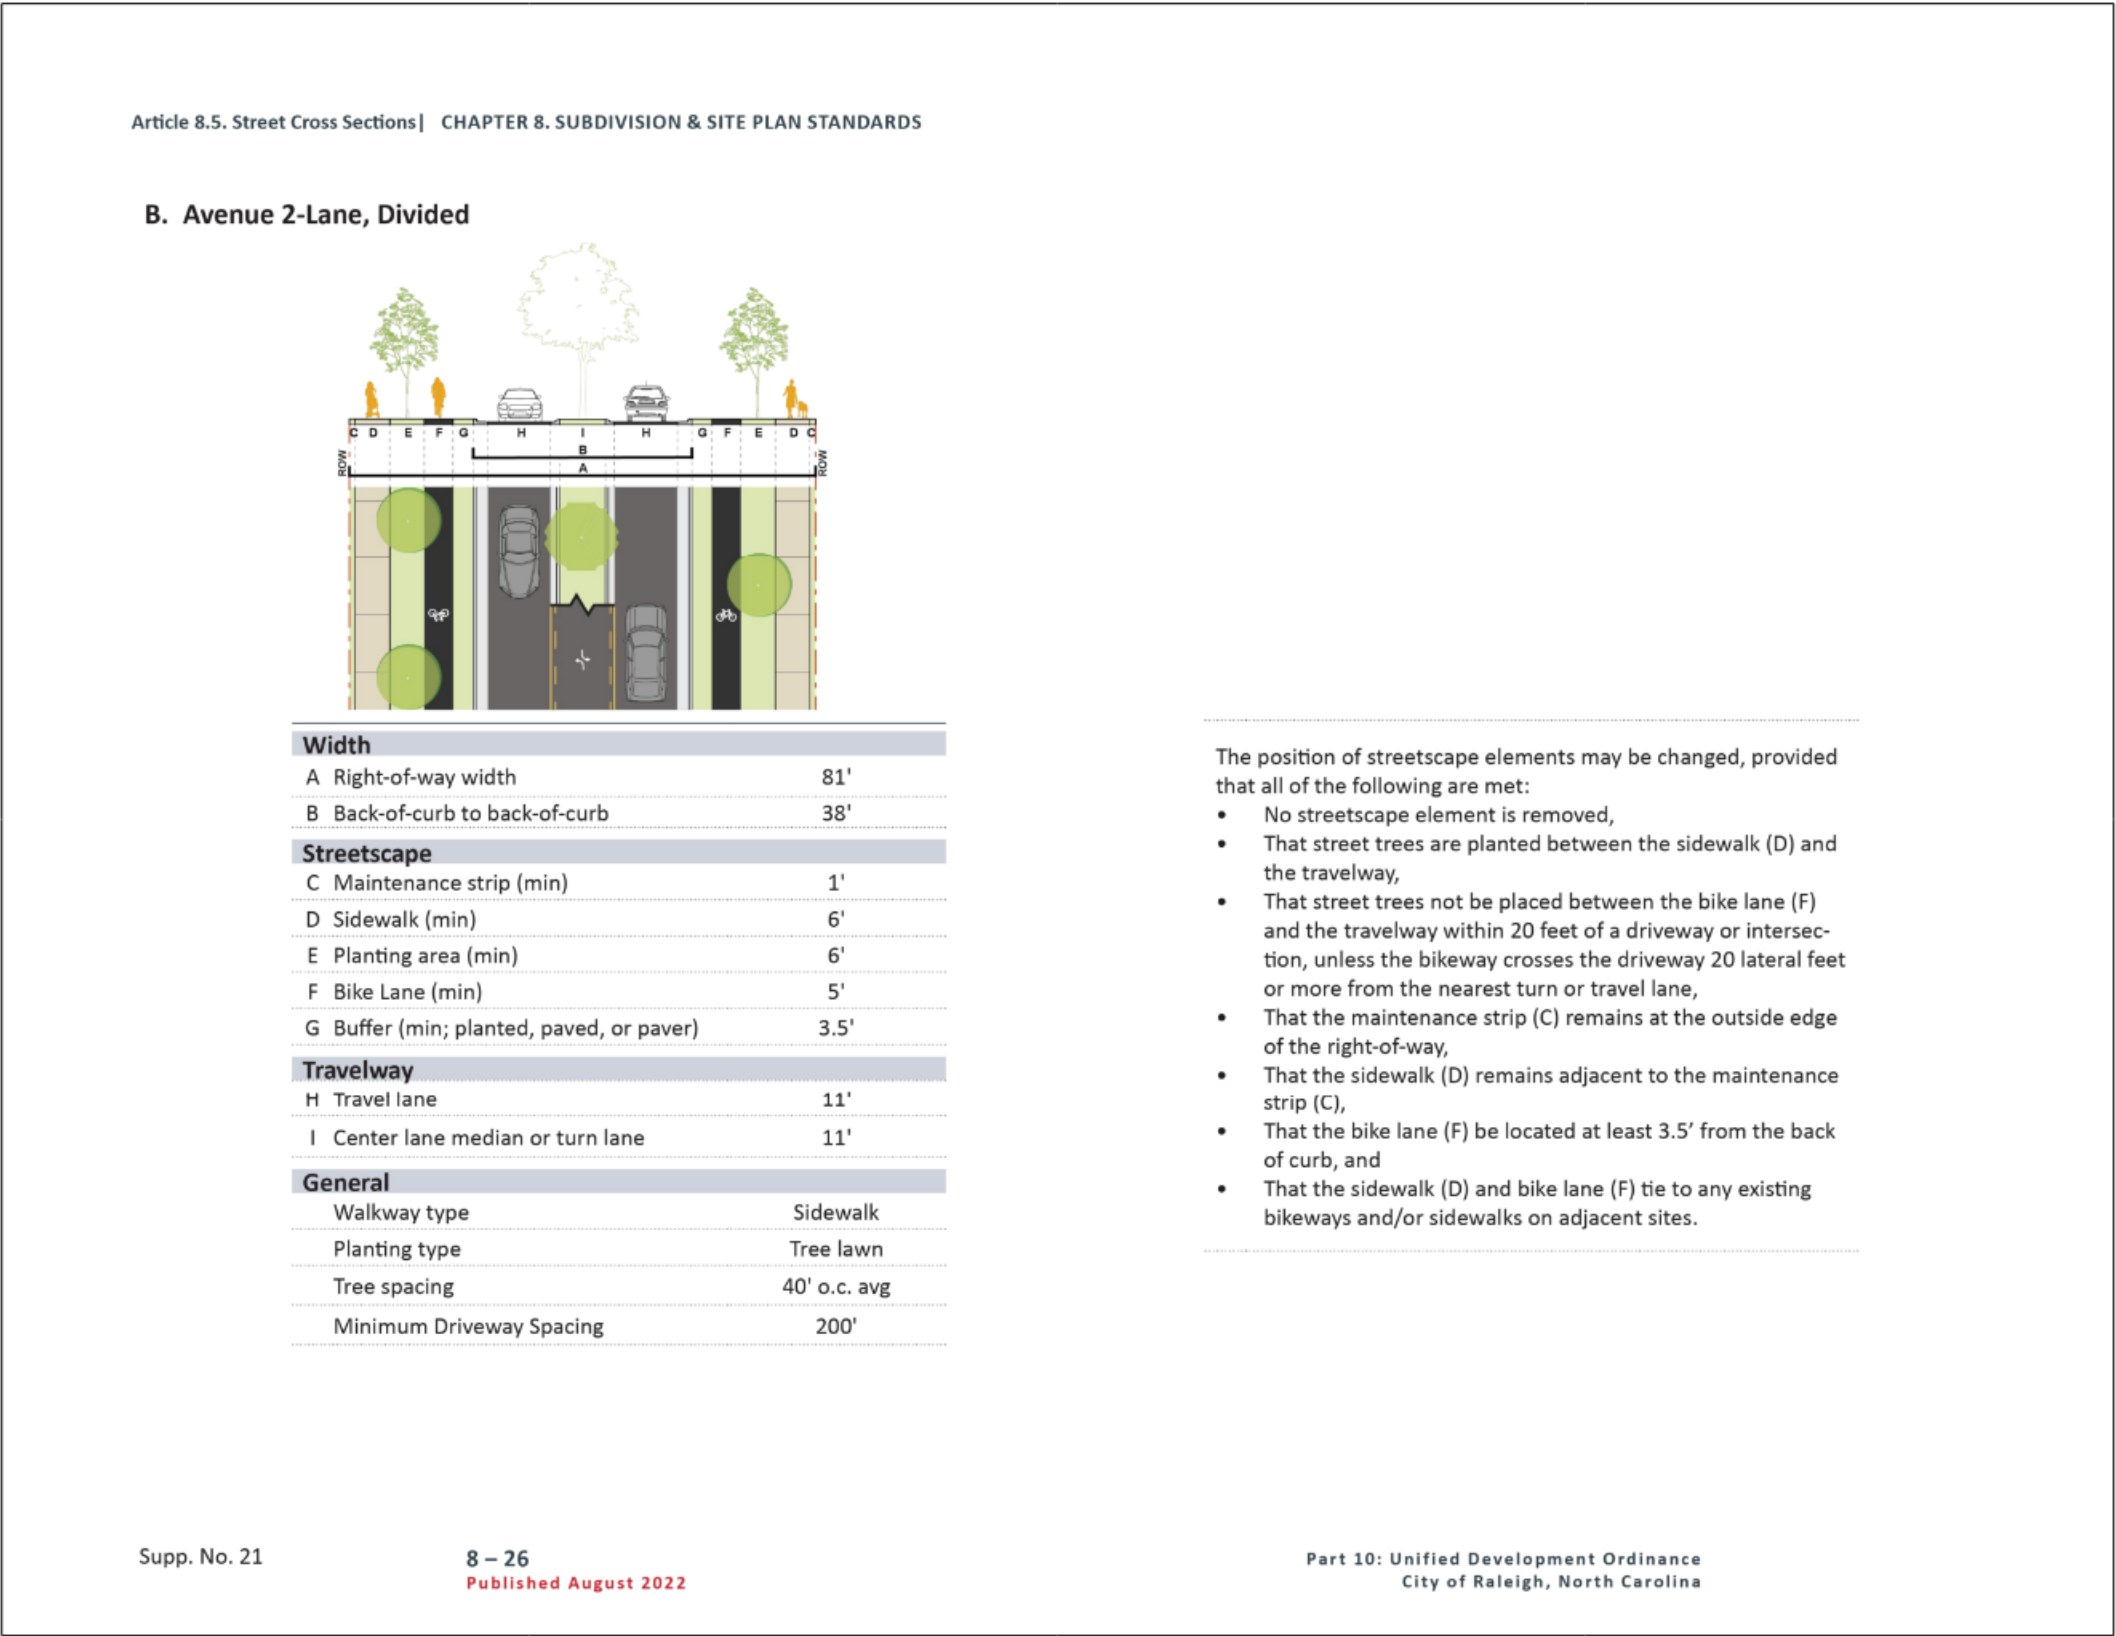 Article 8.5. Street Cross Sections| CHAPTER 8. SUBDIVISION & SITE PLAN STANDARDS
B. Avenue 2-Lane, Divided
C D E F G H I H G F E D C
B
A
ROW ROW
Width
A Right-of-way width 81'
B Back-of-curb to back-of-curb 38'
Streetscape
C Maintenance strip (min) 1'
D Sidewalk (min) 6'
E Planting area (min) 6'
F Bike Lane (min) 5'
G Buffer (min; planted, paved, or paver) 3.5'
Travelway
H Travel lane 11'
I Center lane median or turn lane 11'
General
Walkway type Sidewalk
Planting type Tree lawn
Tree spacing 40' o.c. avg
Minimum Driveway Spacing 200'
The position of streetscape elements may be changed, provided
that all of the following are met:
• No streetscape element is removed,
• That street trees are planted between the sidewalk (D) and
the travelway,
• That street trees not be placed between the bike lane (F)
and the travelway within 20 feet of a driveway or intersec-
tion, unless the bikeway crosses the driveway 20 lateral feet
or more from the nearest turn or travel lane,
• That the maintenance strip (C) remains at the outside edge
of the right-of-way,
• That the sidewalk (D) remains adjacent to the maintenance
strip (C),
• That the bike lane (F) be located at least 3.5’ from the back
of curb, and
• That the sidewalk (D) and bike lane (F) tie to any existing
bikeways and/or sidewalks on adjacent sites.
Supp. No. 21
8 – 26
Published August 2022
Part 10: Unified Development Ordinance
City of Raleigh, North Carolina